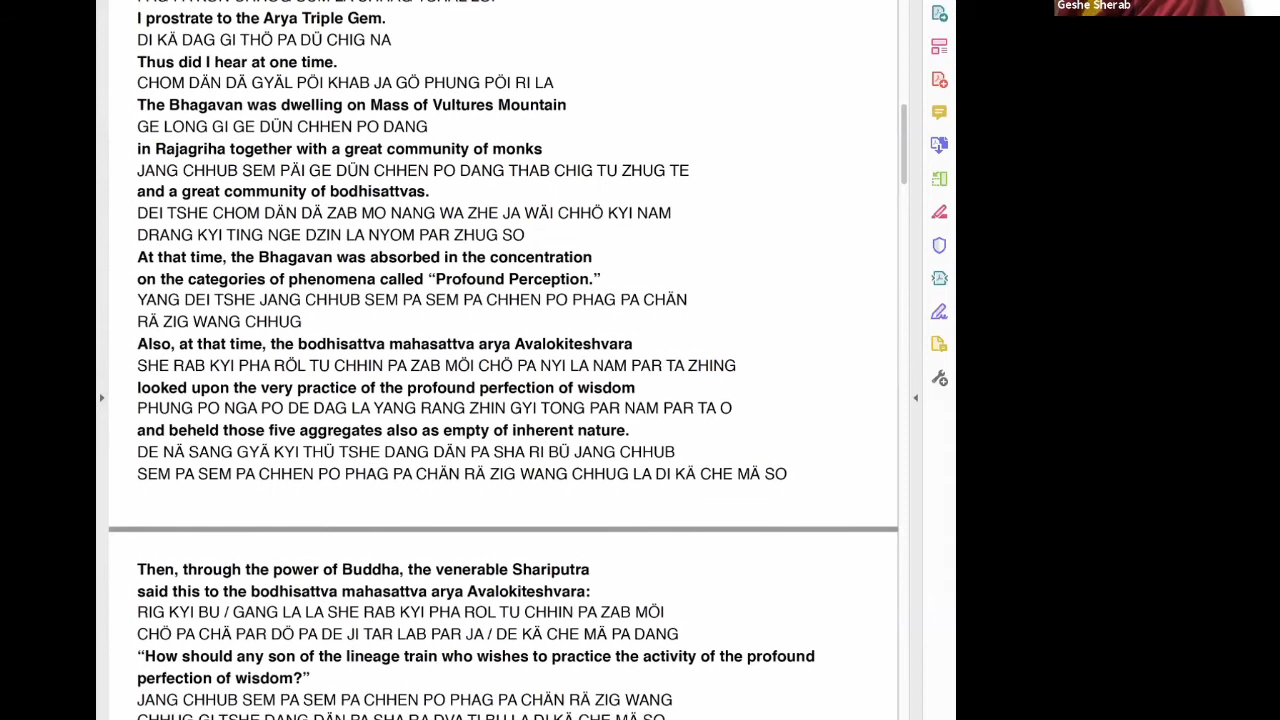 Geshe Sherab
I prostrate to the Arya Triple Gem.
DI KÄ DAG GI THÖ PA DÜ CHIG NA
Thus did I hear at one time.
CHOM DÄN DÄ GYÄL PÖI KHAB JA GÖ PHUNG PÖI RI LA
The Bhagavan was dwelling on Mass of Vultures Mountain
GE LONG GI GE DÜN CHHEN PO DANG
in Rajagriha together with a great community of monks
JANG CHHUB SEM PÄI GE DÜN CHHEN PO DANG THAB CHIG TU ZHUG TE
and a great community of bodhisattvas.
DEI TSHE CHOM DÄN DÄ ZAB MO NANG WA ZHE JA WÄI CHHÖ KYI NAM
DRANG KYI TING NGE DZIN LA NYOM PAR ZHUG SO
At that time, the Bhagavan was absorbed in the concentration
on the categories of phenomena called “Profound Perception.”
YANG DEI TSHE JANG CHHUB SEM PA SEM PA CHHEN PO PHAG PA CHÄN
RÄ ZIG WANG CHHUG
Also, at that time, the bodhisattva mahasattva arya Avalokiteshvara
SHE RAB KYI PHA RÖL TU CHHIN PA ZAB MÖI CHÖ PA NYI LA NAM PAR TA ZHING
looked upon the very practice of the profound perfection of wisdom
PHUNG PO NGA PO DE DAG LA YANG RANG ZHIN GYI TONG PAR NAM PAR TA O
and beheld those five aggregates also as empty of inherent nature.
DE NÄ SANG GYÄ KYI THÜ TSHE DANG DÄN PA SHA RI BÜ JANG CHHUB
SEM PA SEM PA CHHEN PO PHAG PA CHÄN RÄ ZIG WANG CHHUG LA DI KÄ CHE MÄ SO
Then, through the power of Buddha, the venerable Shariputra
said this to the bodhisattva mahasattva arya Avalokiteshvara:
RIG KYI BU / GANG LA LA SHE RAB KYI PHA ROL TU CHHIN PA ZAB MÖI
CHÖ PA CHÄ PAR DÖ PA DE JI TAR LAB PAR JA / DE KÄ CHE MÄ PA DANG
“How should any son of the lineage train who wishes to practice the activity of the profound
perfection of wisdom?”
JANG CHHUB SEM PA SEM PA CHHEN PO PHAG PA CHÄN RÄ ZIG WANG
CHHUG GI TSHE DANG DÄN PA SHA RA DVA TI BU LA DI KÄ CHE MÄ SO